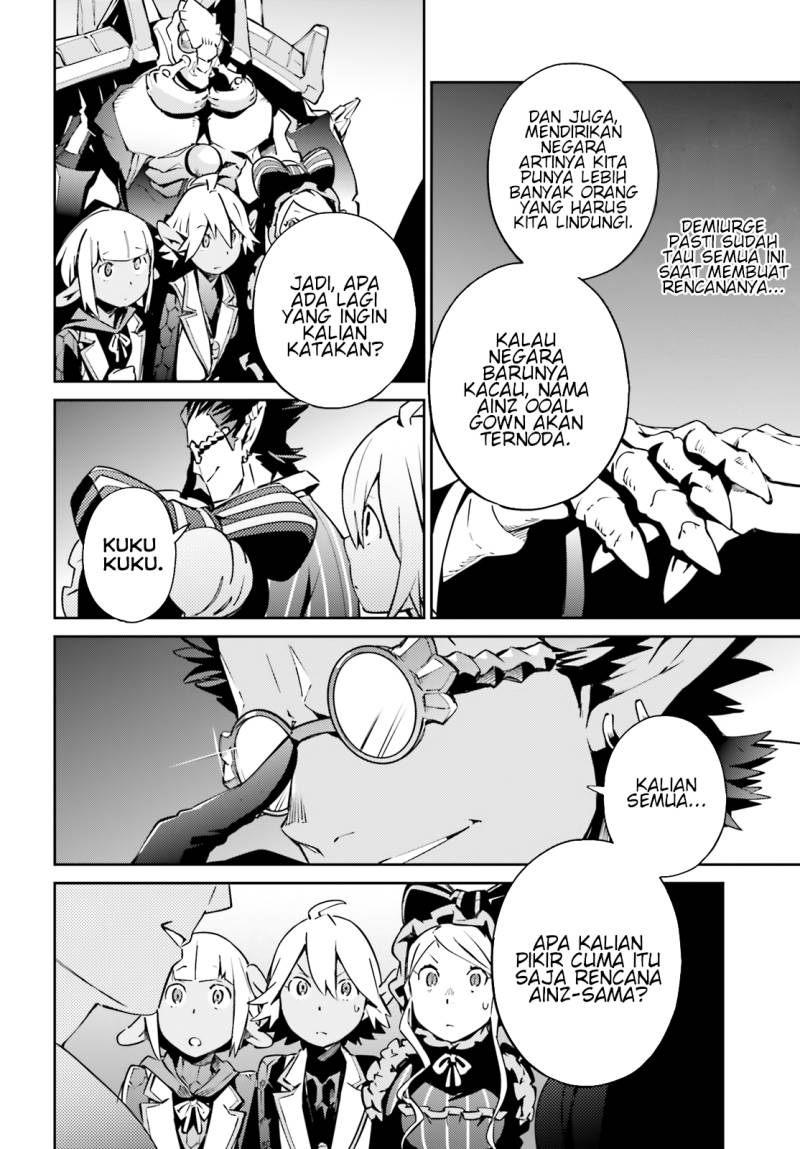 DAN JUGA,
MENDIRIKAN
NEGARA
ARTINYA KITA
PUNYA LEBIH
BANYAK ORANG
YANG HARUS
KITA LINDUNGI.
DEMIURGE
PASTI SUDAH
TAU SEMUA INI
SAAT MEMBUAT
RENCANANYA...
KALAU
NEGARA
BARUNYA
KACAU, NAMA
AINZ OOAL
GOWN AKAN
TERNODA.
JADI, APA
ADA LAGI
YANG INGIN
KALIAN
KATAKAN?
KUKU
KUKU.
KALIAN
SEMUA...
APA KALIAN
PIKIR CUMA ITU
SAJA RENCANA
AINZ-SAMA?